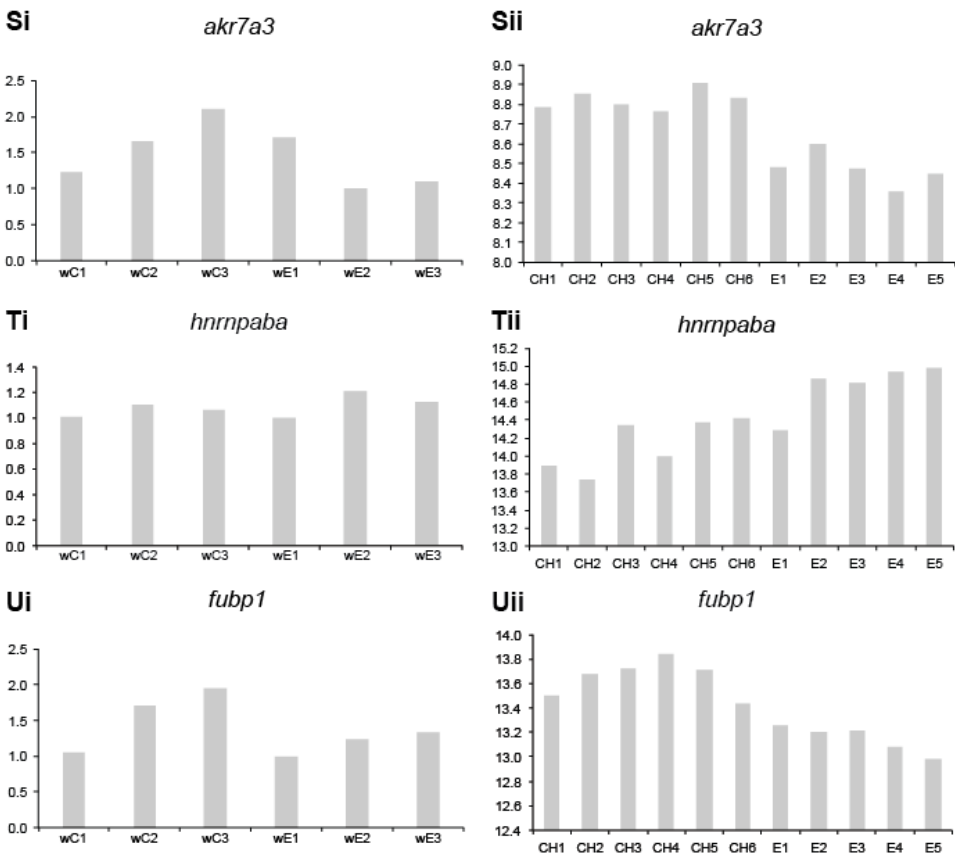 Si
akr7a3
2.5
2.0
1.5
1.0
0.5
0.0
wC1 wC2 wC3 wE1 wE2 wE3
Sii
akr7a3
9.0
8.9
8.8
8.7
8.6
8.5
8.4
8.3
8.2
8.1
8.0
CH1 CH2 CH3 CH4 CH5 CH6 E1 E2 E3 E4 E5
Ti
hnrnpaba
1.4
1.2
1.0
0.8
0.6
0.4
0.2
0.0
wC1 wC2 wC3 wE1 wE2 wE3
Tii
hnrnpaba
15.2
15.0
14.8
14.6
14.4
14.2
14.0
13.8
13.6
13.4
13.2
13.0
CH1 CH2 CH3 CH4 CH5 CH6 E1 E2 E3 E4 E5
Ui
fubp1
2.5
2.0
1.5
1.0
0.5
0.0
wC1 wC2 wC3 wE1 wE2 wE3
Uii
fubp1
14.0
13.8
13.6
13.4
13.2
13.0
12.8
12.6
12.4
CH1 CH2 CH3 CH4 CH5 CH6 E1 E2 E3 E4 E5